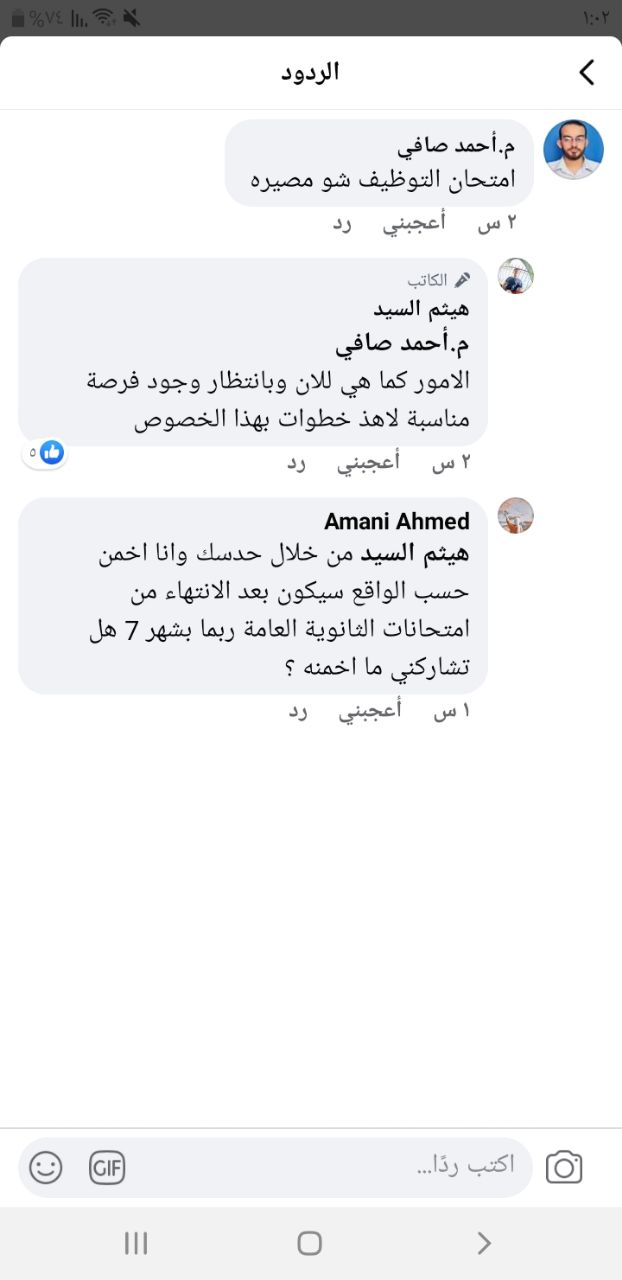 ١:٠٢
%٧٤
الردود
م.أحمد صافي
امتحان التوظيف شو مصيره
٢ س أعجبني رد
الكاتب
هيثم السيد
م.أحمد صافي
الامور كما هي للان وبانتظار وجود فرصة
مناسبة لاهذ خطوات بهذا الخصوص
٥
٢ س أعجبني رد
Amani Ahmed
هيثم السيد من خلال حدسك وانا اخمن
حسب الواقع سيكون بعد الانتهاء من
امتحانات الثانوية العامة ربما بشهر 7 هل
تشاركني ما اخمنه ؟
١ س أعجبني رد
اكتب ردًا...
GIF